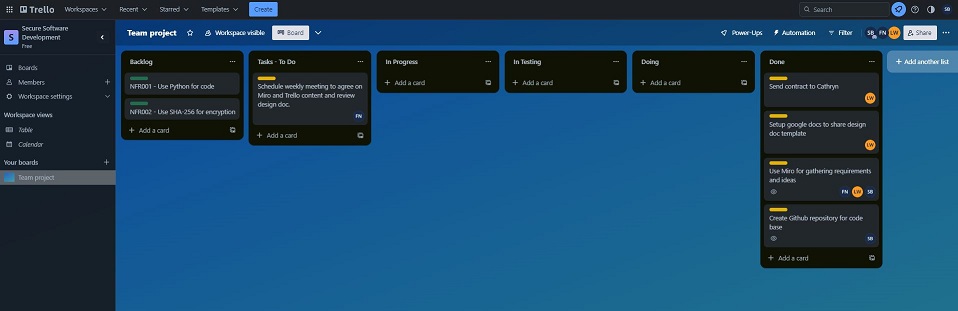 Trello
Workspaces
Recent
Starred
Templates
Create
Search
SB
S
Secure Software
Development
Free
Boards
Members
Workspace settings
Workspace views
Table
Calendar
Your boards
Team project
Team project
Workspace visible
Board
Power-Ups
Automation
Filter
SB
FN
LW
Share
Backlog
NFR001 - Use Python for code
NFR002 - Use SHA-256 for encryption
+ Add a card
Tasks - To Do
Schedule weekly meeting to agree on
Miro and Trello content and review
design doc.
FN
+ Add a card
In Progress
+ Add a card
In Testing
+ Add a card
Doing
+ Add a card
Done
Send contract to Cathryn
LW
Setup google docs to share design
doc template
LW
Use Miro for gathering requirements
and ideas
FN LW SB
Create Github repository for code
base
SB
+ Add a card
+ Add another list